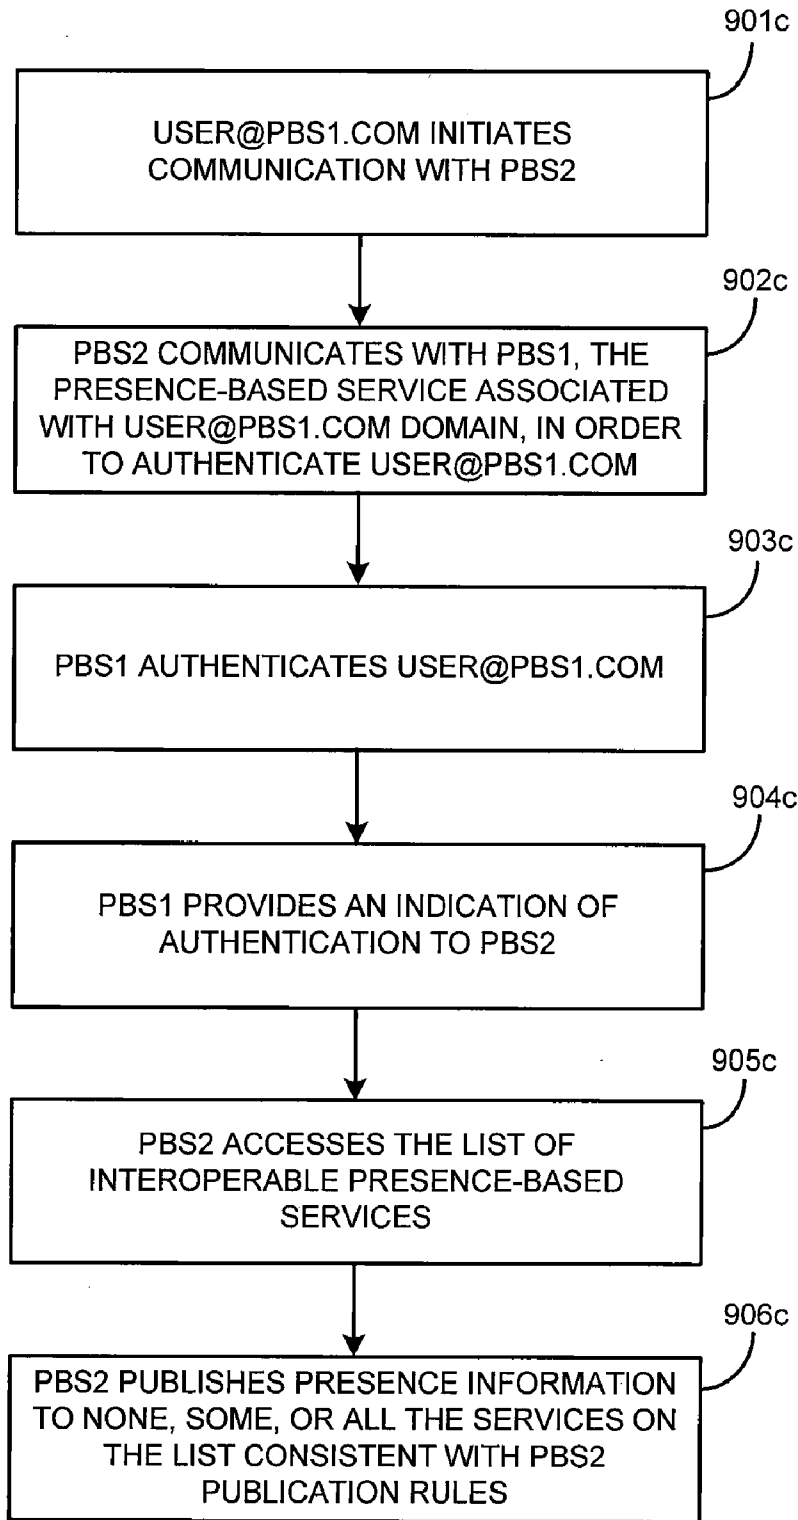 901c
USER@PBS1.COM INITIATES
COMMUNICATION WITH PBS2
902c
PBS2 COMMUNICATES WITH PBS1, THE
PRESENCE-BASED SERVICE ASSOCIATED
WITH USER@PBS1.COM DOMAIN, IN ORDER
TO AUTHENTICATE USER@PBS1.COM
903c
PBS1 AUTHENTICATES USER@PBS1.COM
904c
PBS1 PROVIDES AN INDICATION OF
AUTHENTICATION TO PBS2
905c
PBS2 ACCESSES THE LIST OF
INTEROPERABLE PRESENCE-BASED
SERVICES
906c
PBS2 PUBLISHES PRESENCE INFORMATION
TO NONE, SOME, OR ALL THE SERVICES ON
THE LIST CONSISTENT WITH PBS2
PUBLICATION RULES